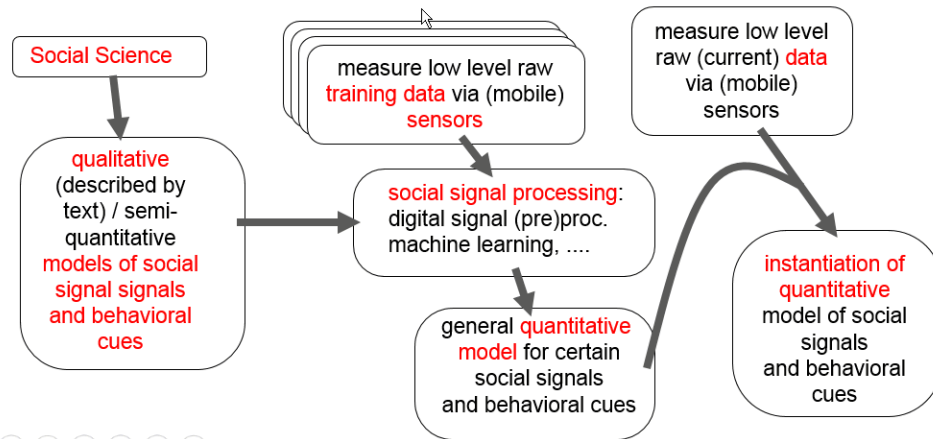 Social Science
qualitative
(described by
text) / semi-
quantitative
models of social
signal signals
and behavioral
cues
measure low level raw
training data via (mobile)
sensors
social signal processing:
digital signal (pre)proc.
machine learning, ....
general quantitative
model for certain
social signals
and behavioral cues
measure low level
raw (current) data
via (mobile)
sensors
instantiation of
quantitative
model of social
signals
and behavioral
cues